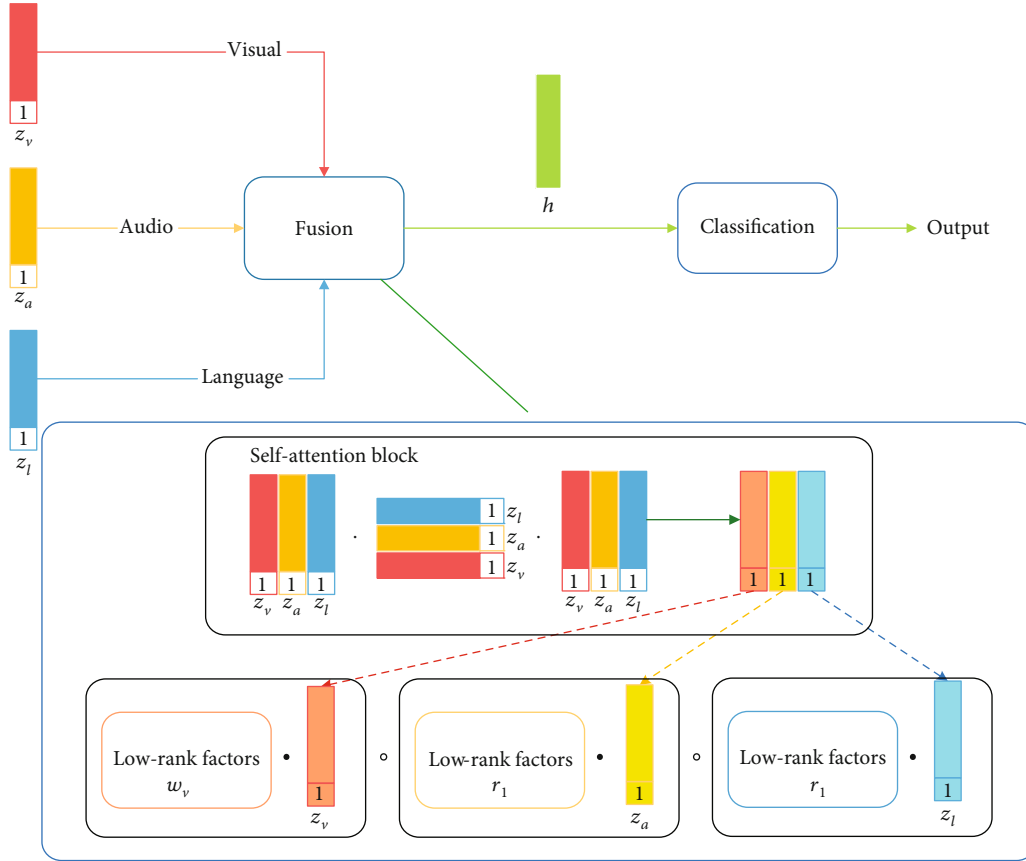 Visual
1
z_v
h
Audio
Fusion
Classification
Output
1
z_a
Language
1
z_l
Self-attention block
1 z_l
1 z_a
1 z_v
· ·
1 1 1
z_v z_a z_l
1 1 1
z_v z_a z_l
1 1 1
Low-rank factors
w_v
•
1
z_v
∘
Low-rank factors
r_1
•
1
z_a
∘
Low-rank factors
r_1
•
1
z_l